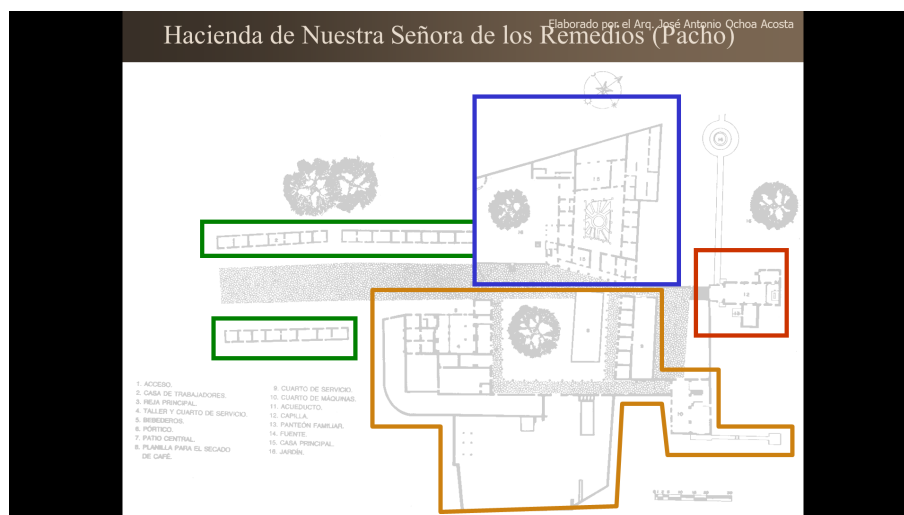 Elaborado por el Arq. José Antonio Ochoa Acosta
Hacienda de Nuestra Señora de los Remedios (Pacho)
1. ACCESO.
2. CASA DE TRABAJADORES.
3. REJA PRINCIPAL.
4. TALLER Y CUARTO DE SERVICIO.
5. BEBEDEROS.
6. PÓRTICO.
7. PATIO CENTRAL.
8. PLANILLA PARA EL SECADO
DE CAFÉ.
9. CUARTO DE SERVICIO.
10. CUARTO DE MÁQUINAS.
11. ACUEDUCTO.
12. CAPILLA.
13. PANTEÓN FAMILIAR.
14. FUENTE.
15. CASA PRINCIPAL.
16. JARDÍN.